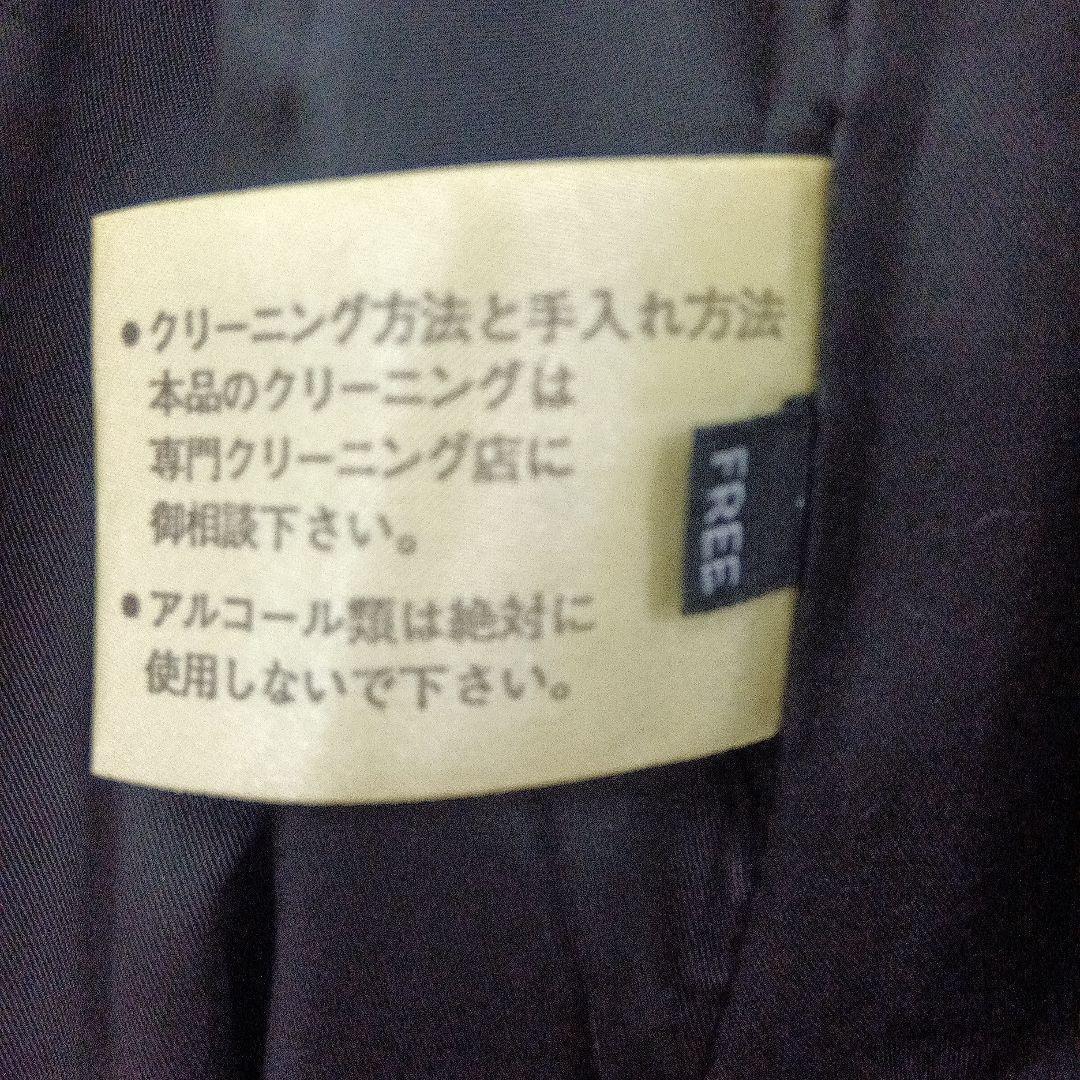 ●クリーニング方法と手入れ方法
本品のクリーニングは
専門クリーニング店に
御相談下さい。
●アルコール類は絶対に
使用しないで下さい。
FREE